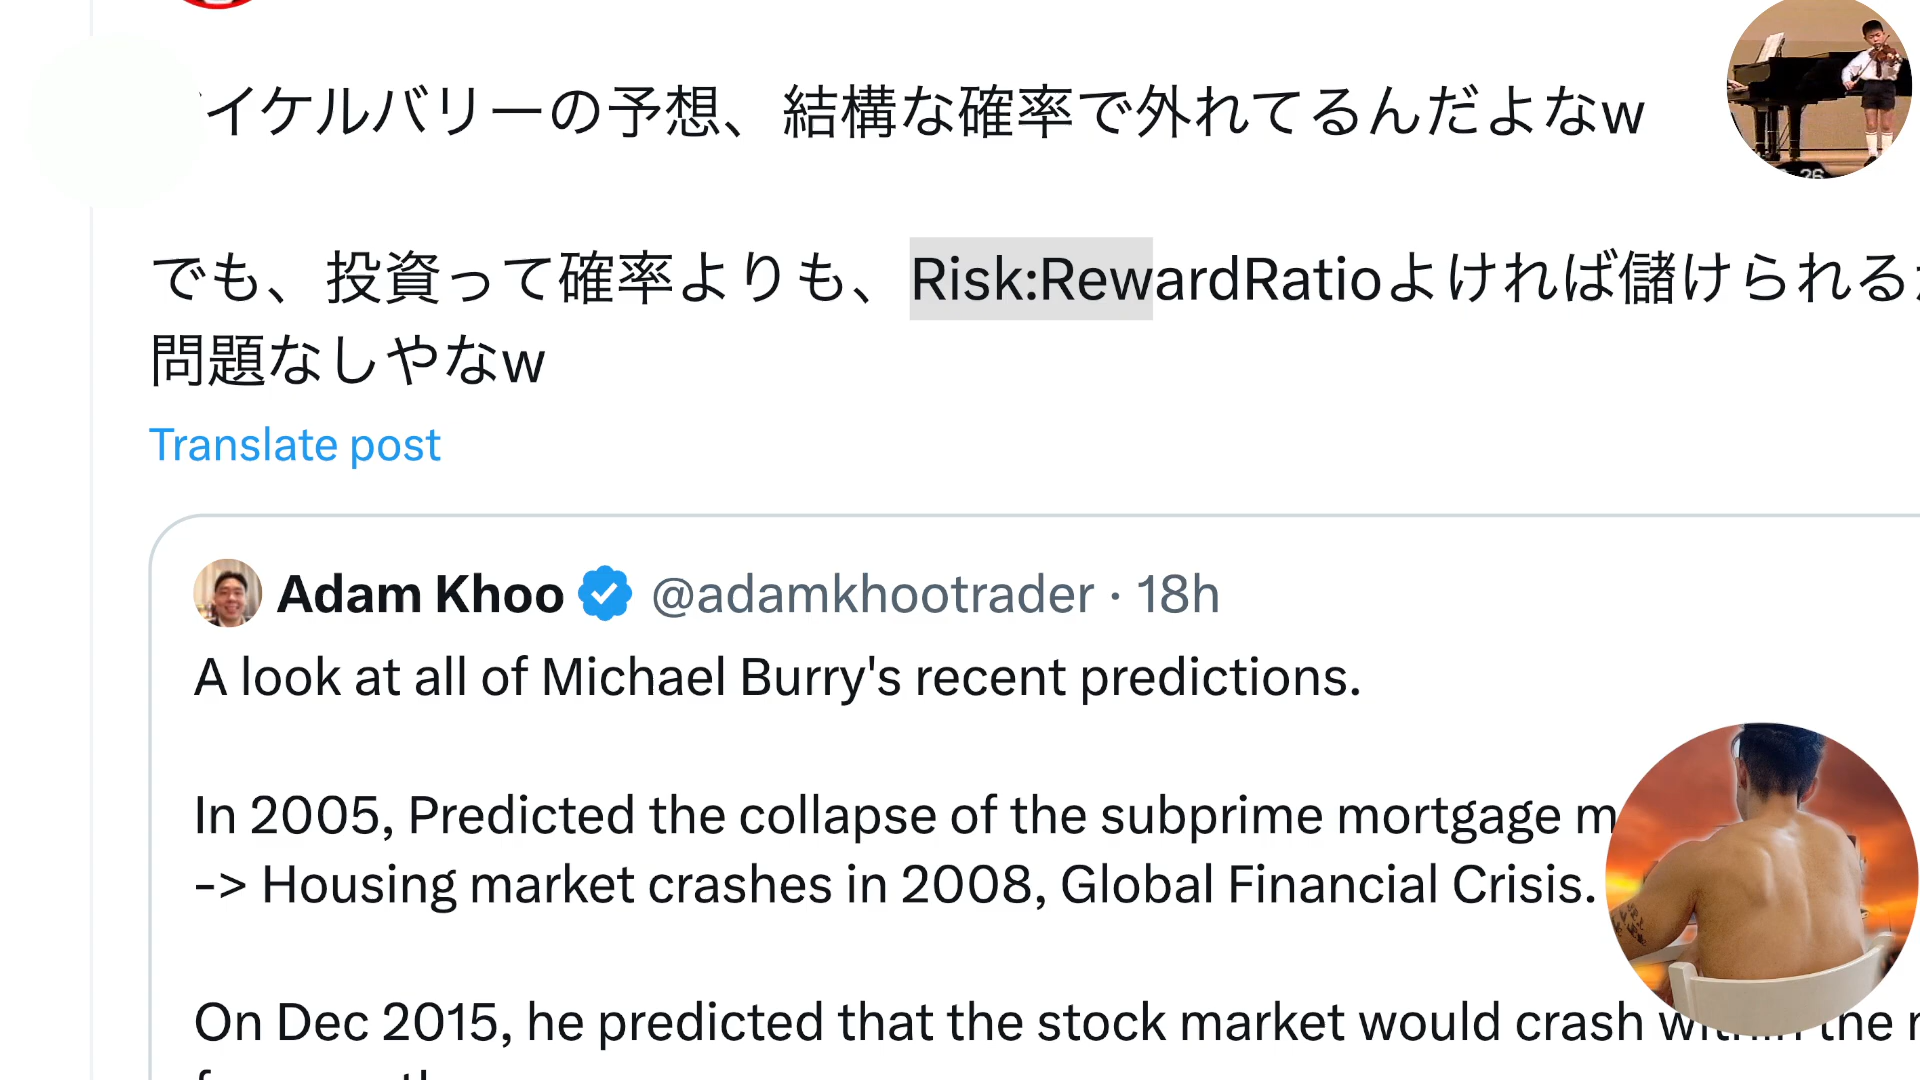 イケルバリーの予想、結構な確率で外れてるんだよなw
でも、投資って確率よりも、Risk:RewardRatioよければ儲けられる
問題なしやなw
Translate post
Adam Khoo @adamkhootrader · 18h
A look at all of Michael Burry's recent predictions.
In 2005, Predicted the collapse of the subprime mortgage m
-> Housing market crashes in 2008, Global Financial Crisis.
On Dec 2015, he predicted that the stock market would crash within the